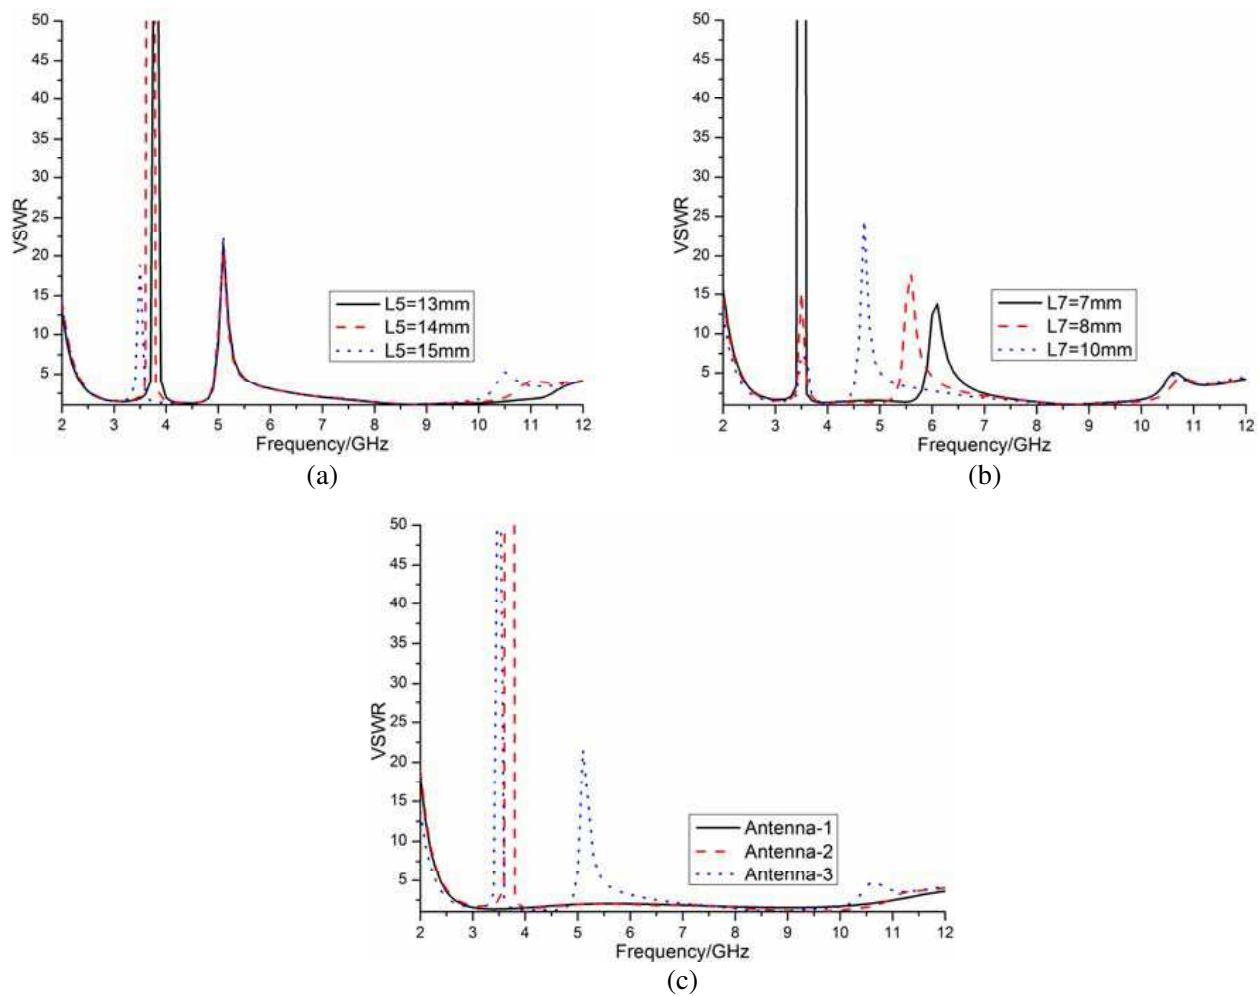 50
45
40
35
30
25
20
15
10
5
VSWR
L5=13mm
L5=14mm
L5=15mm
2 3 4 5 6 7 8 9 10 11 12
Frequency/GHz
(a)
50
45
40
35
30
25
20
15
10
5
VSWR
L7=7mm
L7=8mm
L7=10mm
2 3 4 5 6 7 8 9 10 11 12
Frequency/GHz
(b)
50
45
40
35
30
25
20
15
10
5
VSWR
Antenna-1
Antenna-2
Antenna-3
2 3 4 5 6 7 8 9 10 11 12
Frequency/GHz
(c)